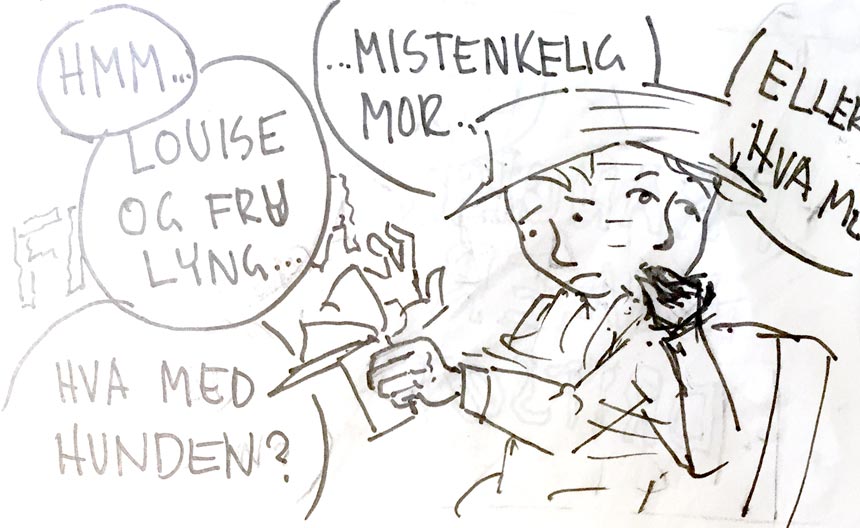 HMM...
LOUISE
OG FRU
LYNG...
HVA MED
HUNDEN?
...MISTENKELIG
MOR..
ELLER
HVA